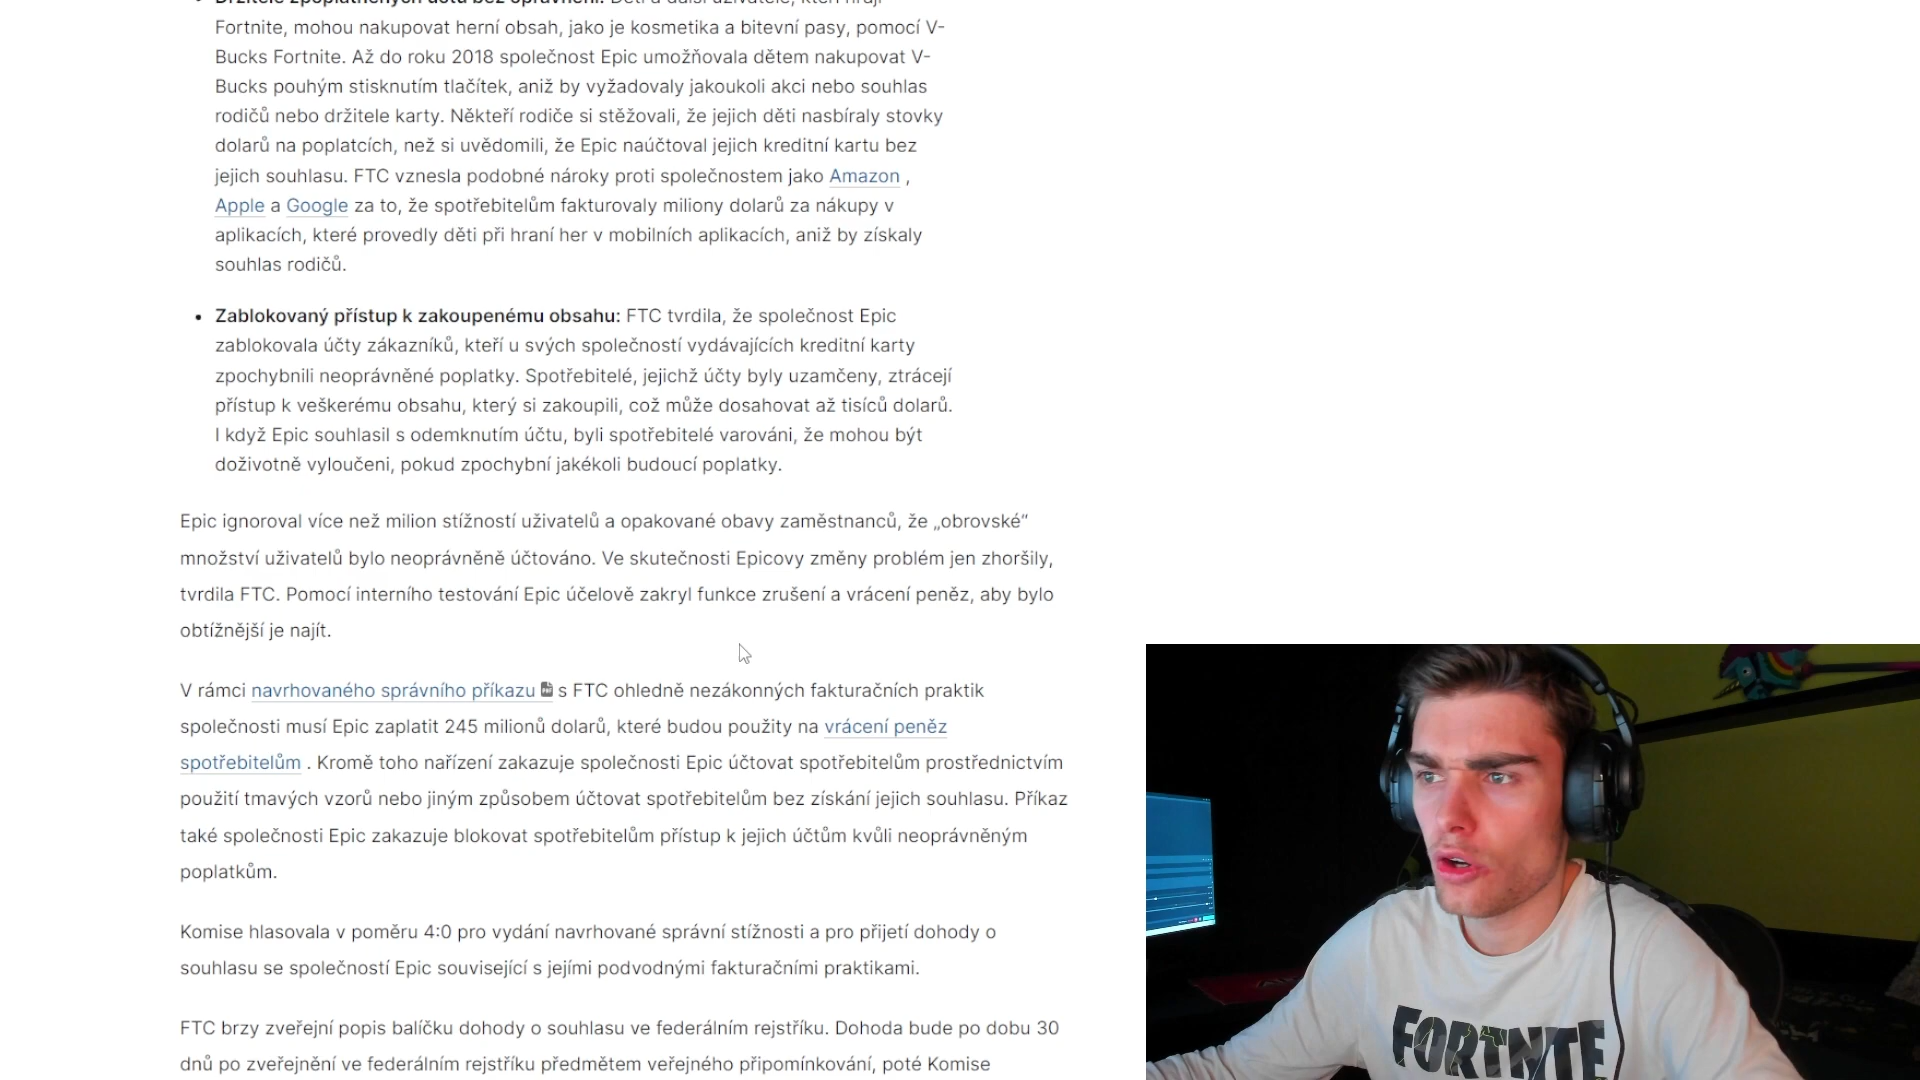 Držitelé zpoplatněných účtů bez oprávnění: Děti a další uživatelé, kteří hrají
Fortnite, mohou nakupovat herní obsah, jako je kosmetika a bitevní pasy, pomocí V-
Bucks Fortnite. Až do roku 2018 společnost Epic umožňovala dětem nakupovat V-
Bucks pouhým stisknutím tlačítek, aniž by vyžadovaly jakoukoli akci nebo souhlas
rodičů nebo držitele karty. Někteří rodiče si stěžovali, že jejich děti nasbíraly stovky
dolarů na poplatcích, než si uvědomili, že Epic naúčtoval jejich kreditní kartu bez
jejich souhlasu. FTC vznesla podobné nároky proti společnostem jako Amazon ,
Apple a Google za to, že spotřebitelům fakturovaly miliony dolarů za nákupy v
aplikacích, které provedly děti při hraní her v mobilních aplikacích, aniž by získaly
souhlas rodičů.
• Zablokovaný přístup k zakoupenému obsahu: FTC tvrdila, že společnost Epic
zablokovala účty zákazníků, kteří u svých společností vydávajících kreditní karty
zpochybnili neoprávněné poplatky. Spotřebitelé, jejichž účty byly uzamčeny, ztrácejí
přístup k veškerému obsahu, který si zakoupili, což může dosahovat až tisíců dolarů.
I když Epic souhlasil s odemknutím účtu, byli spotřebitelé varováni, že mohou být
doživotně vyloučeni, pokud zpochybní jakékoli budoucí poplatky.
Epic ignoroval více než milion stížností uživatelů a opakované obavy zaměstnanců, že „obrovské“
množství uživatelů bylo neoprávněně účtováno. Ve skutečnosti Epicovy změny problém jen zhoršily,
tvrdila FTC. Pomocí interního testování Epic účelově zakryl funkce zrušení a vrácení peněz, aby bylo
obtížnější je najít.
V rámci navrhovaného správního příkazu s FTC ohledně nezákonných fakturačních praktik
společnosti musí Epic zaplatit 245 milionů dolarů, které budou použity na vrácení peněz
spotřebitelům . Kromě toho nařízení zakazuje společnosti Epic účtovat spotřebitelům prostřednictvím
použití tmavých vzorů nebo jiným způsobem účtovat spotřebitelům bez získání jejich souhlasu. Příkaz
také společnosti Epic zakazuje blokovat spotřebitelům přístup k jejich účtům kvůli neoprávněným
poplatkům.
Komise hlasovala v poměru 4:0 pro vydání navrhované správní stížnosti a pro přijetí dohody o
souhlasu se společností Epic související s jejími podvodnými fakturačními praktikami.
FTC brzy zveřejní popis balíčku dohody o souhlasu ve federálním rejstříku. Dohoda bude po dobu 30
dnů po zveřejnění ve federálním rejstříku předmětem veřejného připomínkování, poté Komise
FORTNITE